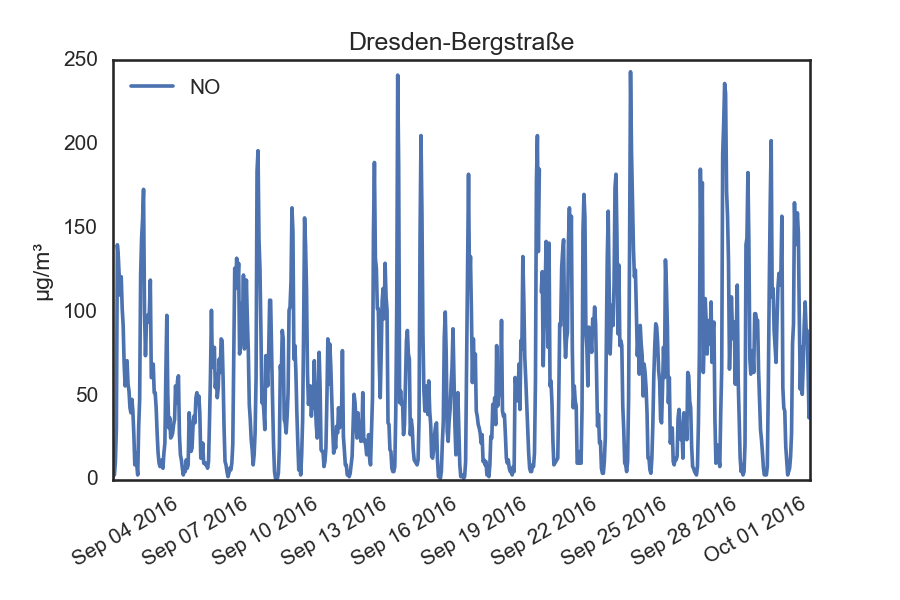 Dresden-Bergstraße
NO
µg/m³
250
200
150
100
50
0
Sep 04 2016
Sep 07 2016
Sep 10 2016
Sep 13 2016
Sep 16 2016
Sep 19 2016
Sep 22 2016
Sep 25 2016
Sep 28 2016
Oct 01 2016